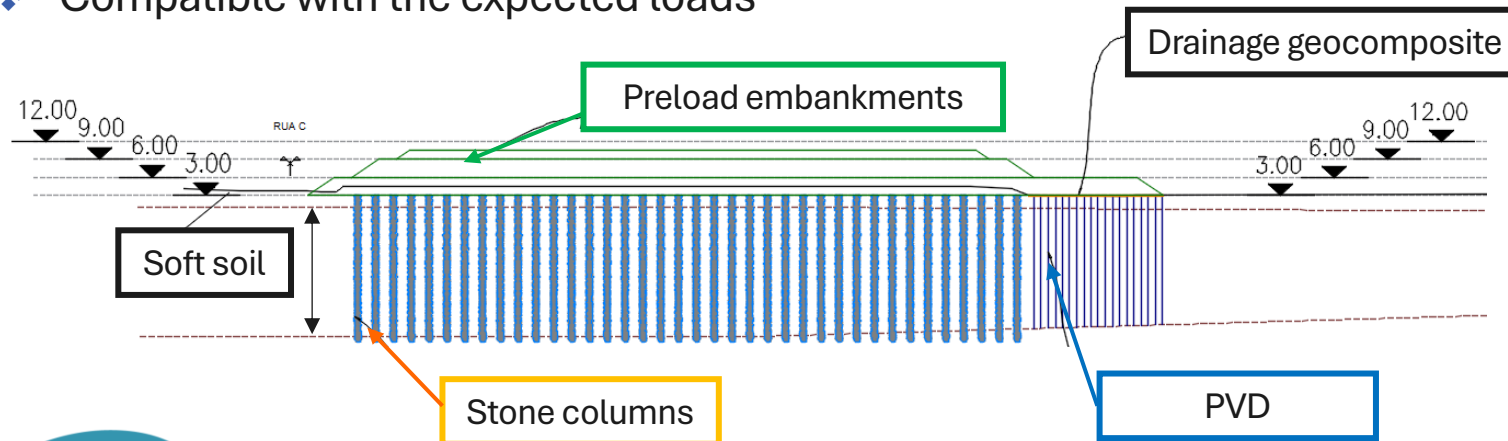 Compatible with the expected loads
Drainage geocomposite
Preload embankments
12.00
9.00
6.00
3.00
RUA C
12.00
9.00
6.00
3.00
Soft soil
Stone columns
PVD